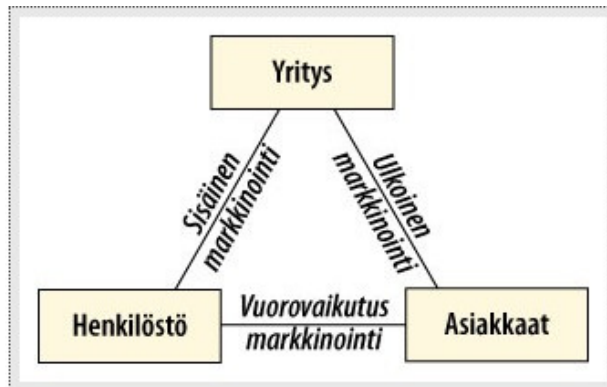 Yritys
Sisäinen
markkinointi
Ulkoinen
markkinointi
Henkilöstö
Vuorovaikutus
markkinointi
Asiakkaat